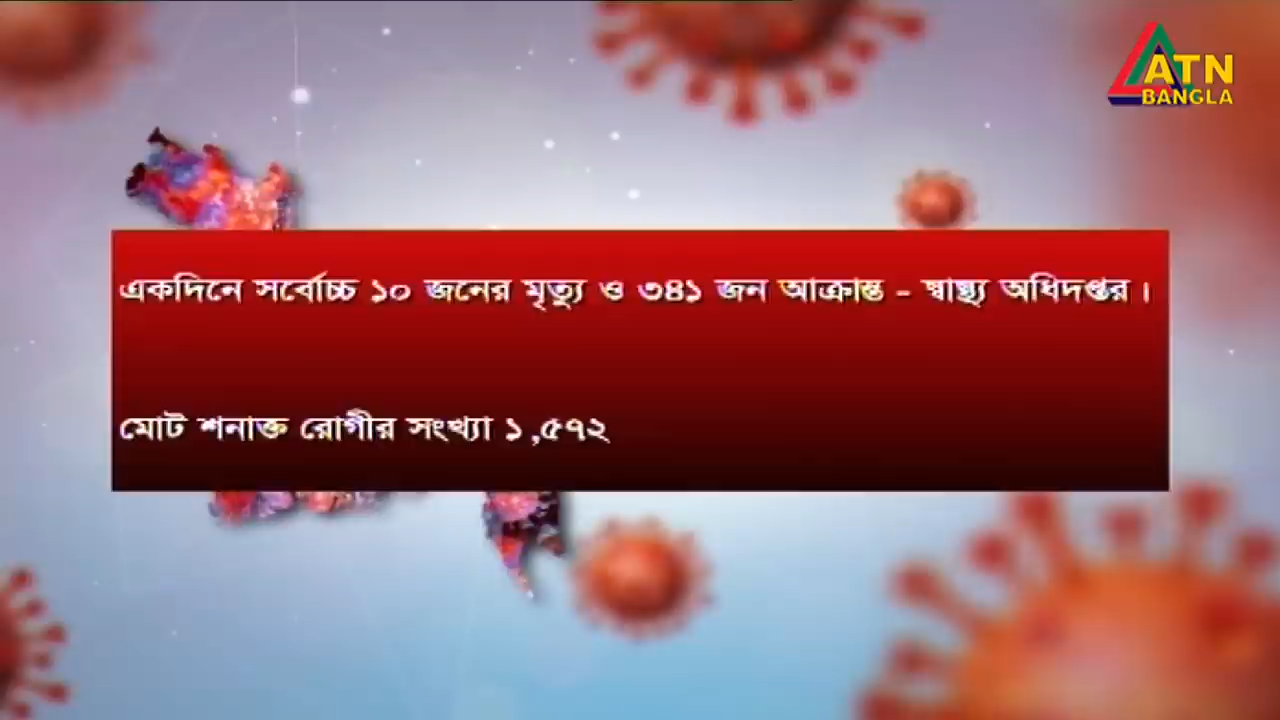 ATN
BANGLA
একদিনে সর্বোচ্চ ১০ জনের মৃত্যু ও ৩৪১ জন আক্রান্ত - স্বাস্থ্য অধিদপ্তর।
মোট শনাক্ত রোগীর সংখ্যা ১,৫৭২